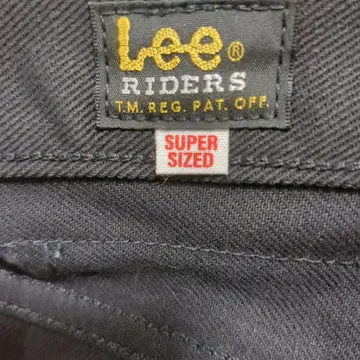 Lee®
RIDERS
T.M. REG. PAT. OFF.
SUPER
SIZED